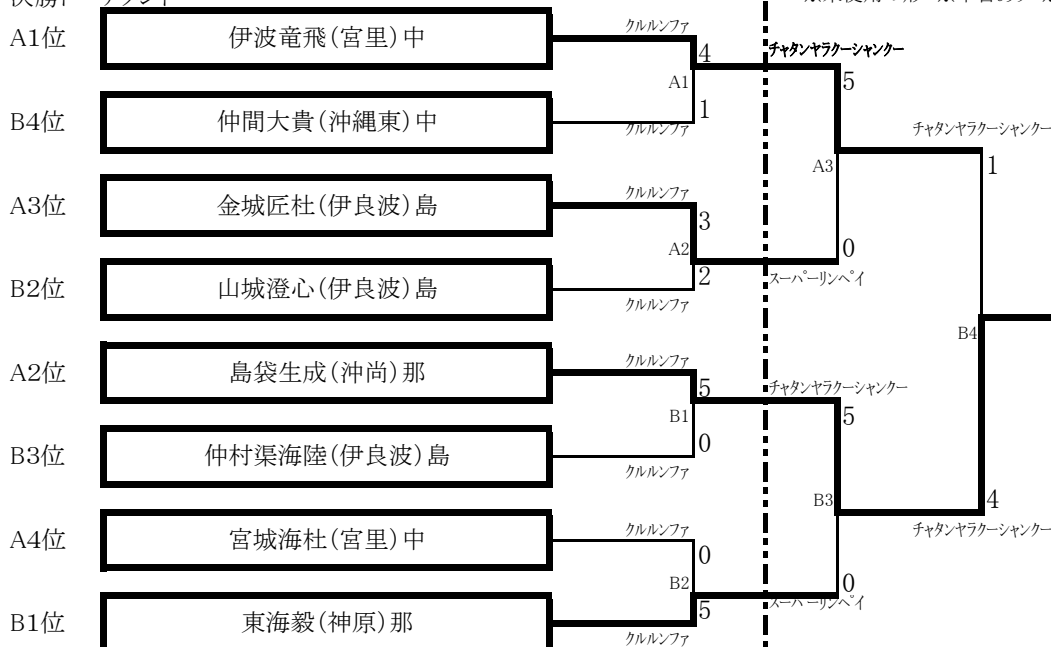 A1位 伊波竜飛(宮里)中
B4位 仲間大貴(沖縄東)中
A3位 金城匠杜(伊良波)島
B2位 山城澄心(伊良波)島
A2位 島袋生成(沖尚)那
B3位 仲村渠海陸(伊良波)島
A4位 宮城海杜(宮里)中
B1位 東海毅(神原)那
クルルンファ
4
A1
1
クルルンファ
クルルンファ
3
A2
2
クルルンファ
クルルンファ
5
B1
0
クルルンファ
クルルンファ
0
B2
5
クルルンファ
チャタンヤラクーシャンクー
5
A3
0
スーパーリンペイ
チャタンヤラクーシャンクー
5
B3
0
スーパーリンペイ
チャタンヤラクーシャンクー
1
B4
4
チャタンヤラクーシャンクー